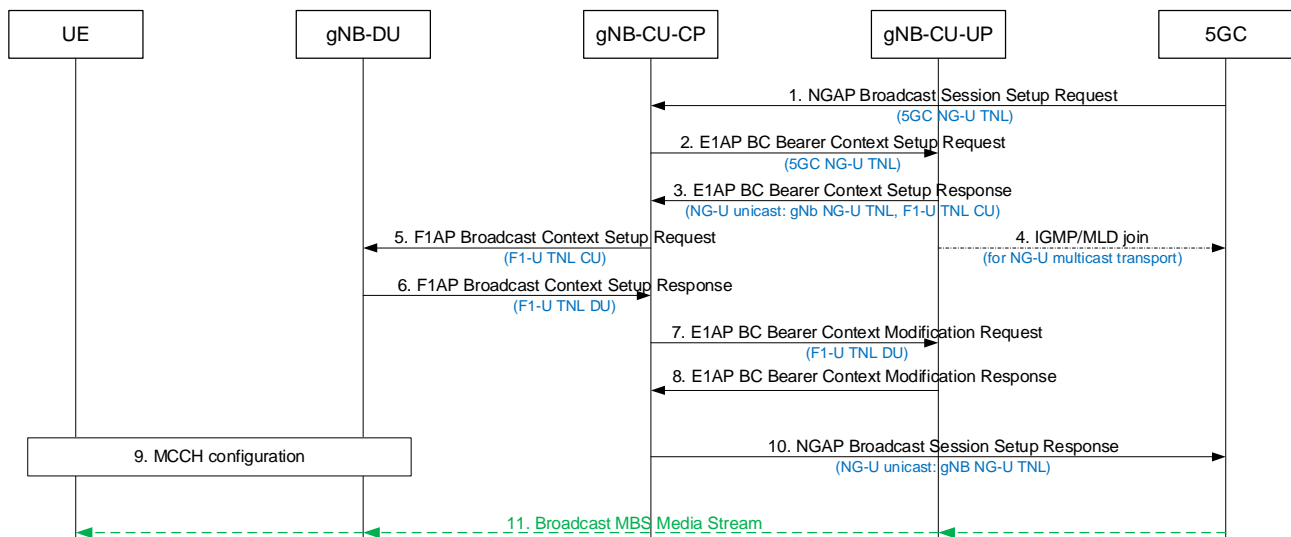 UE
gNB-DU
gNB-CU-CP
gNB-CU-UP
5GC
1. NGAP Broadcast Session Setup Request
(5GC NG-U TNL)
2. E1AP BC Bearer Context Setup Request
(5GC NG-U TNL)
3. E1AP BC Bearer Context Setup Response
(NG-U unicast: gNb NG-U TNL, F1-U TNL CU)
5. F1AP Broadcast Context Setup Request
(F1-U TNL CU)
4. IGMP/MLD join
(for NG-U multicast transport)
6. F1AP Broadcast Context Setup Response
(F1-U TNL DU)
7. E1AP BC Bearer Context Modification Request
(F1-U TNL DU)
8. E1AP BC Bearer Context Modification Response
9. MCCH configuration
10. NGAP Broadcast Session Setup Response
(NG-U unicast: gNB NG-U TNL)
11. Broadcast MBS Media Stream